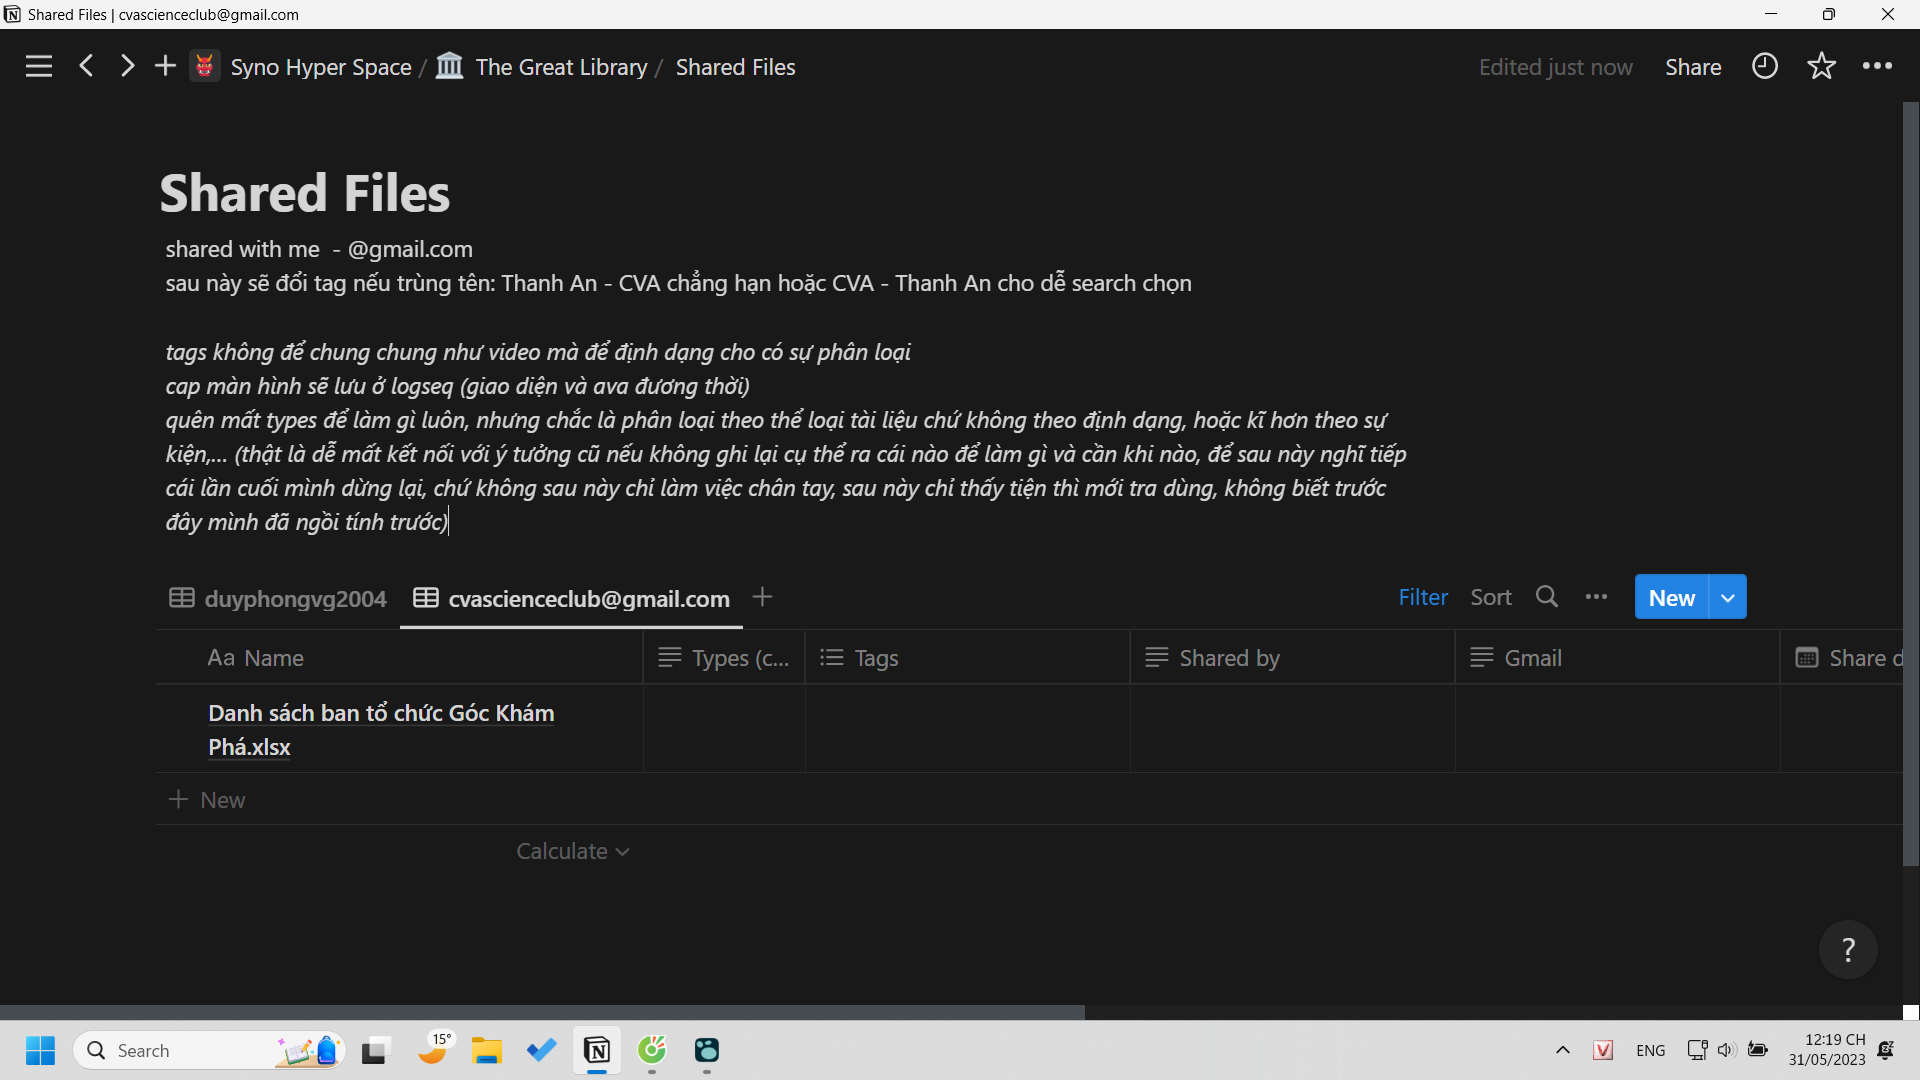 Shared Files | cvascienceclub@gmail.com
Syno Hyper Space / The Great Library / Shared Files
Edited just now Share
Shared Files
shared with me - @gmail.com
sau này sẽ đổi tag nếu trùng tên: Thanh An - CVA chẳng hạn hoặc CVA - Thanh An cho dễ search chọn
tags không để chung chung như video mà để định dạng cho có sự phân loại
cap màn hình sẽ lưu ở logseq (giao diện và ava đương thời)
quên mất types để làm gì luôn, nhưng chắc là phân loại theo thể loại tài liệu chứ không theo định dạng, hoặc kĩ hơn theo sự
kiện,... (thật là dễ mất kết nối với ý tưởng cũ nếu không ghi lại cụ thể ra cái nào để làm gì và cần khi nào, để sau này nghĩ tiếp
cái lần cuối mình dừng lại, chứ không sau này chỉ làm việc chân tay, sau này chỉ thấy tiện thì mới tra dùng, không biết trước
đây mình đã ngồi tính trước)
duyphongvg2004 cvascienceclub@gmail.com
Filter Sort New
Aa Name Types (c... Tags Shared by Gmail Share d
Danh sách ban tổ chức Góc Khám
Phá.xlsx
+ New
Calculate
?
Search
15°
ENG
12:19 CH
31/05/2023